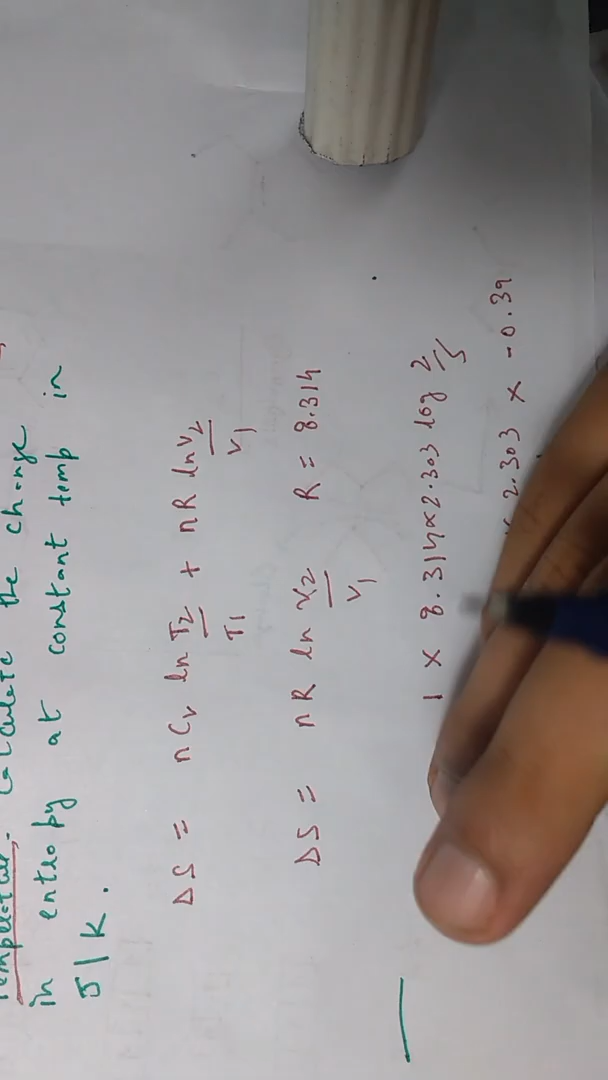 Calculate the change
in entropy at constant temp in
J/K.
ΔS = nCv ln T2/T1 + nR ln V2/V1
ΔS = nR ln V2/V1 R = 8.314
1 × 8.314 × 2.303 log 2/5
2.303 × -0.39